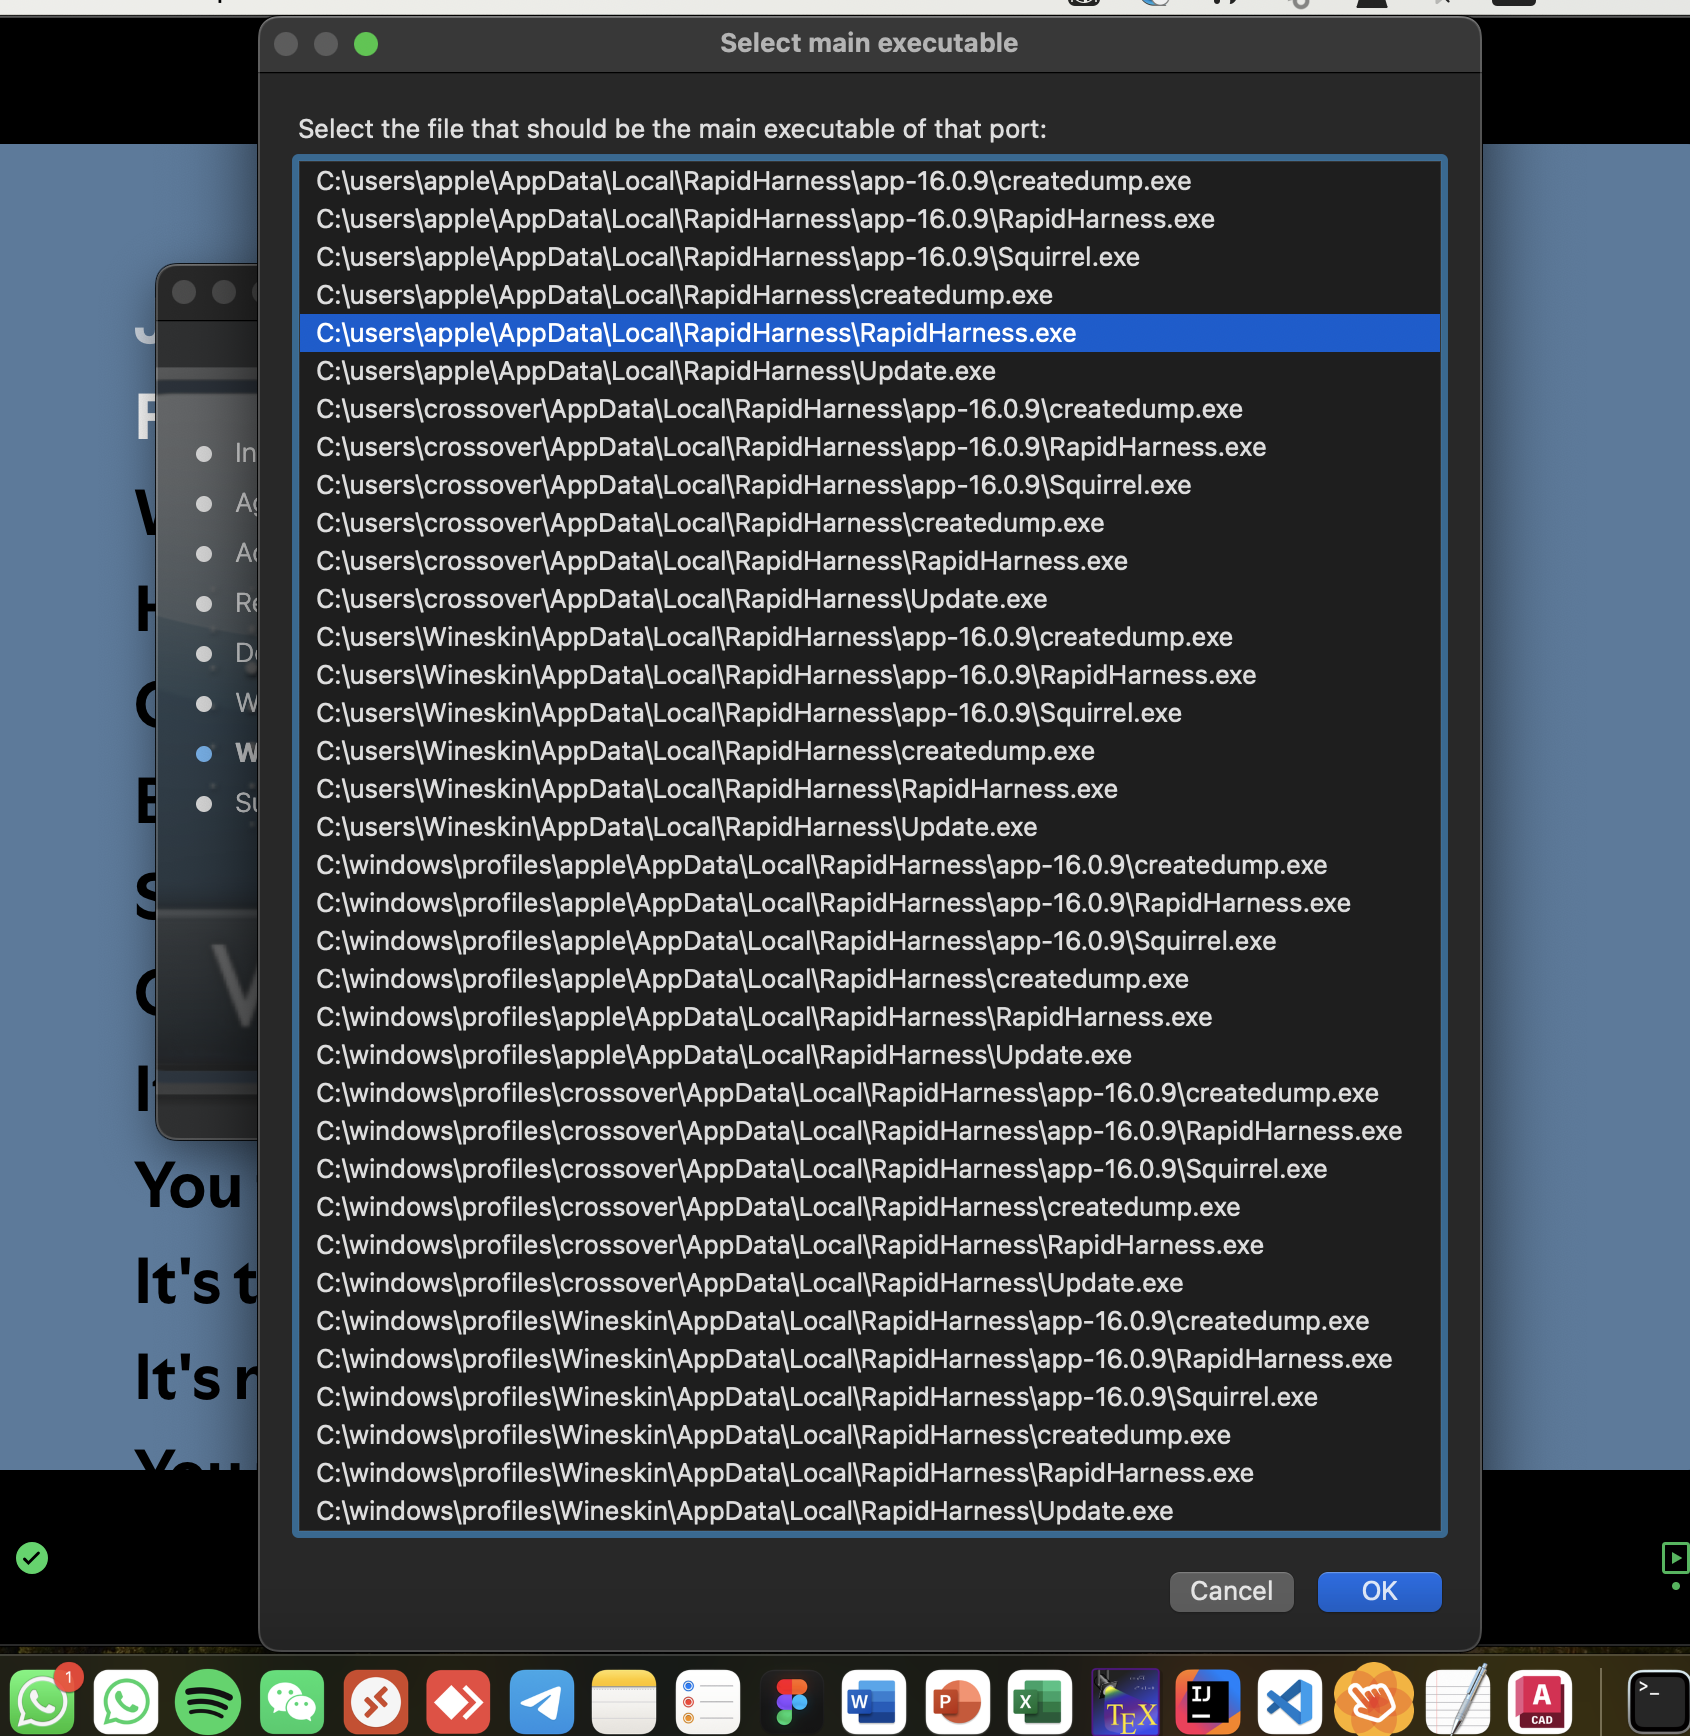 Select main executable
Select the file that should be the main executable of that port:
C:\users\apple\AppData\Local\RapidHarness\app-16.0.9\createdump.exe
C:\users\apple\AppData\Local\RapidHarness\app-16.0.9\RapidHarness.exe
C:\users\apple\AppData\Local\RapidHarness\app-16.0.9\Squirrel.exe
C:\users\apple\AppData\Local\RapidHarness\createdump.exe
C:\users\apple\AppData\Local\RapidHarness\RapidHarness.exe
C:\users\apple\AppData\Local\RapidHarness\Update.exe
C:\users\crossover\AppData\Local\RapidHarness\app-16.0.9\createdump.exe
C:\users\crossover\AppData\Local\RapidHarness\app-16.0.9\RapidHarness.exe
C:\users\crossover\AppData\Local\RapidHarness\app-16.0.9\Squirrel.exe
C:\users\crossover\AppData\Local\RapidHarness\createdump.exe
C:\users\crossover\AppData\Local\RapidHarness\RapidHarness.exe
C:\users\crossover\AppData\Local\RapidHarness\Update.exe
C:\users\Wineskin\AppData\Local\RapidHarness\app-16.0.9\createdump.exe
C:\users\Wineskin\AppData\Local\RapidHarness\app-16.0.9\RapidHarness.exe
C:\users\Wineskin\AppData\Local\RapidHarness\app-16.0.9\Squirrel.exe
C:\users\Wineskin\AppData\Local\RapidHarness\createdump.exe
C:\users\Wineskin\AppData\Local\RapidHarness\RapidHarness.exe
C:\users\Wineskin\AppData\Local\RapidHarness\Update.exe
C:\windows\profiles\apple\AppData\Local\RapidHarness\app-16.0.9\createdump.exe
C:\windows\profiles\apple\AppData\Local\RapidHarness\app-16.0.9\RapidHarness.exe
C:\windows\profiles\apple\AppData\Local\RapidHarness\app-16.0.9\Squirrel.exe
C:\windows\profiles\apple\AppData\Local\RapidHarness\createdump.exe
C:\windows\profiles\apple\AppData\Local\RapidHarness\RapidHarness.exe
C:\windows\profiles\apple\AppData\Local\RapidHarness\Update.exe
C:\windows\profiles\crossover\AppData\Local\RapidHarness\app-16.0.9\createdump.exe
C:\windows\profiles\crossover\AppData\Local\RapidHarness\app-16.0.9\RapidHarness.exe
C:\windows\profiles\crossover\AppData\Local\RapidHarness\app-16.0.9\Squirrel.exe
C:\windows\profiles\crossover\AppData\Local\RapidHarness\createdump.exe
C:\windows\profiles\crossover\AppData\Local\RapidHarness\RapidHarness.exe
C:\windows\profiles\crossover\AppData\Local\RapidHarness\Update.exe
C:\windows\profiles\Wineskin\AppData\Local\RapidHarness\app-16.0.9\createdump.exe
C:\windows\profiles\Wineskin\AppData\Local\RapidHarness\app-16.0.9\RapidHarness.exe
C:\windows\profiles\Wineskin\AppData\Local\RapidHarness\app-16.0.9\Squirrel.exe
C:\windows\profiles\Wineskin\AppData\Local\RapidHarness\createdump.exe
C:\windows\profiles\Wineskin\AppData\Local\RapidHarness\RapidHarness.exe
C:\windows\profiles\Wineskin\AppData\Local\RapidHarness\Update.exe
Cancel OK
You
It's
It's
1
W P X TEX IJ A CAD